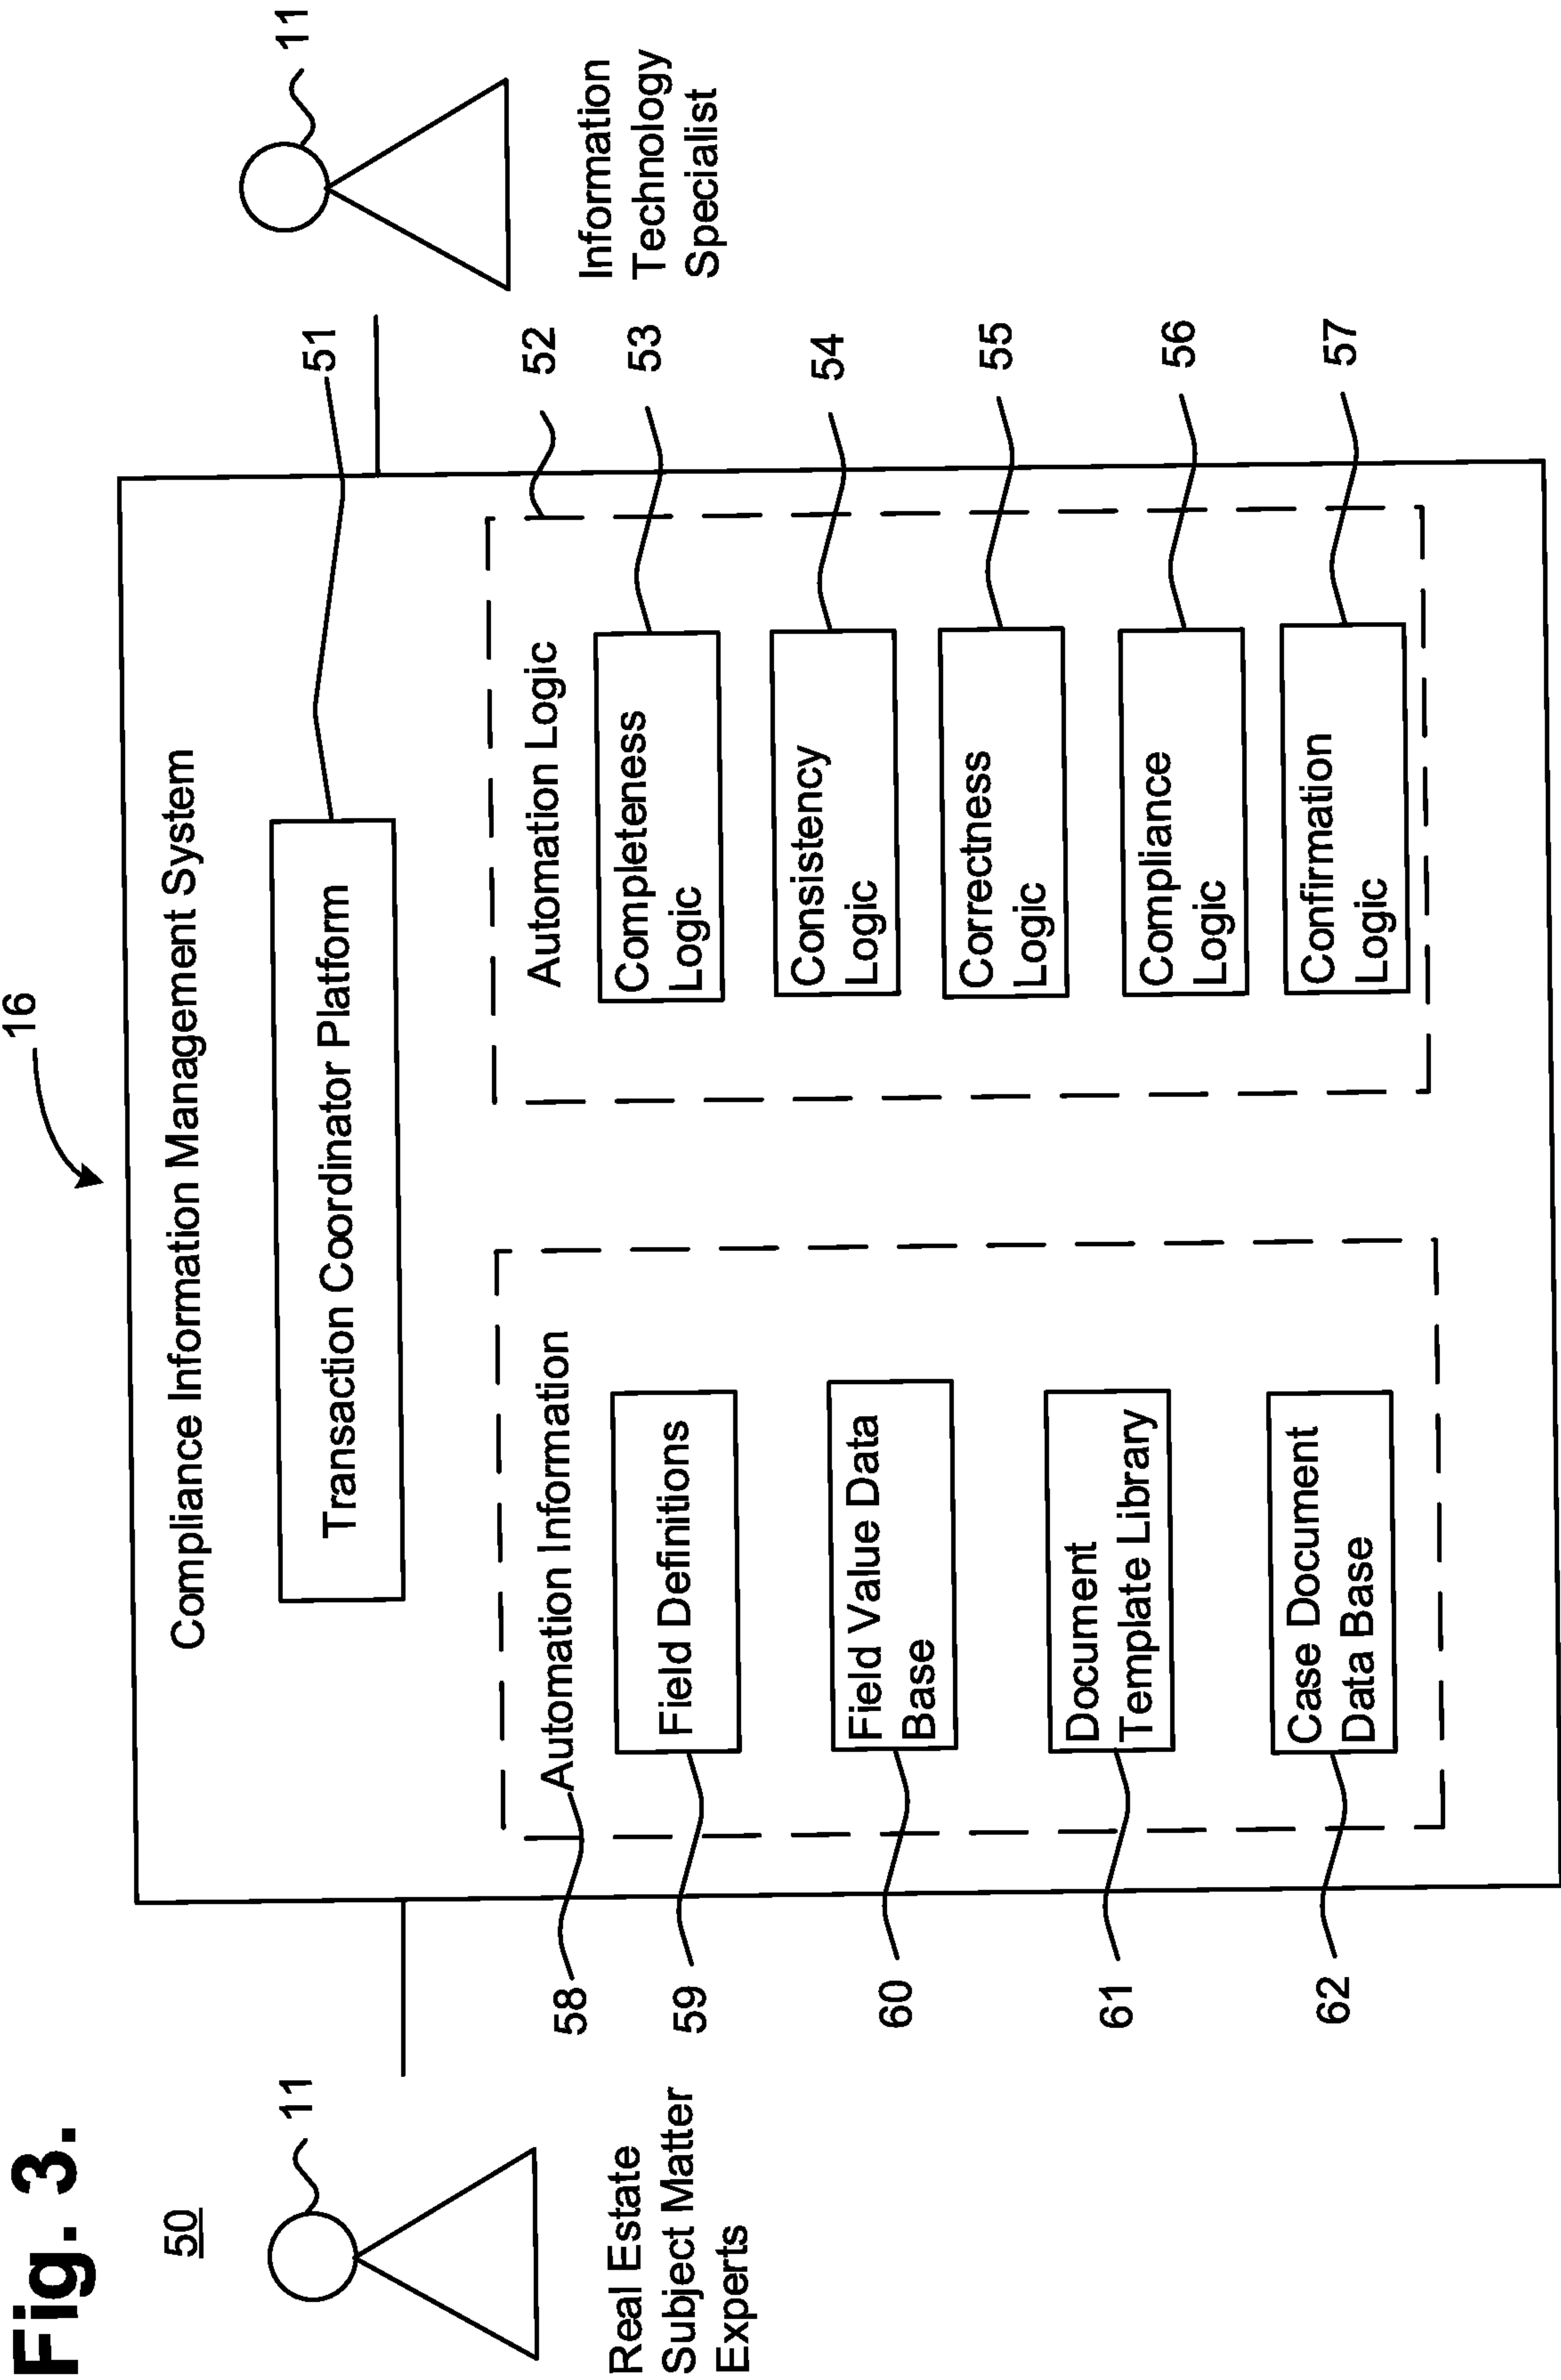 Fig. 3.
50
16
11
Real Estate
Subject Matter
Experts
11
Information
Technology
Specialist
Compliance Information Management System
Transaction Coordinator Platform
51
58
Automation Information
59
Field Definitions
60
Field Value Data
Base
61
Document
Template Library
62
Case Document
Data Base
52
Automation Logic
53
Completeness
Logic
54
Consistency
Logic
55
Correctness
Logic
56
Compliance
Logic
57
Confirmation
Logic